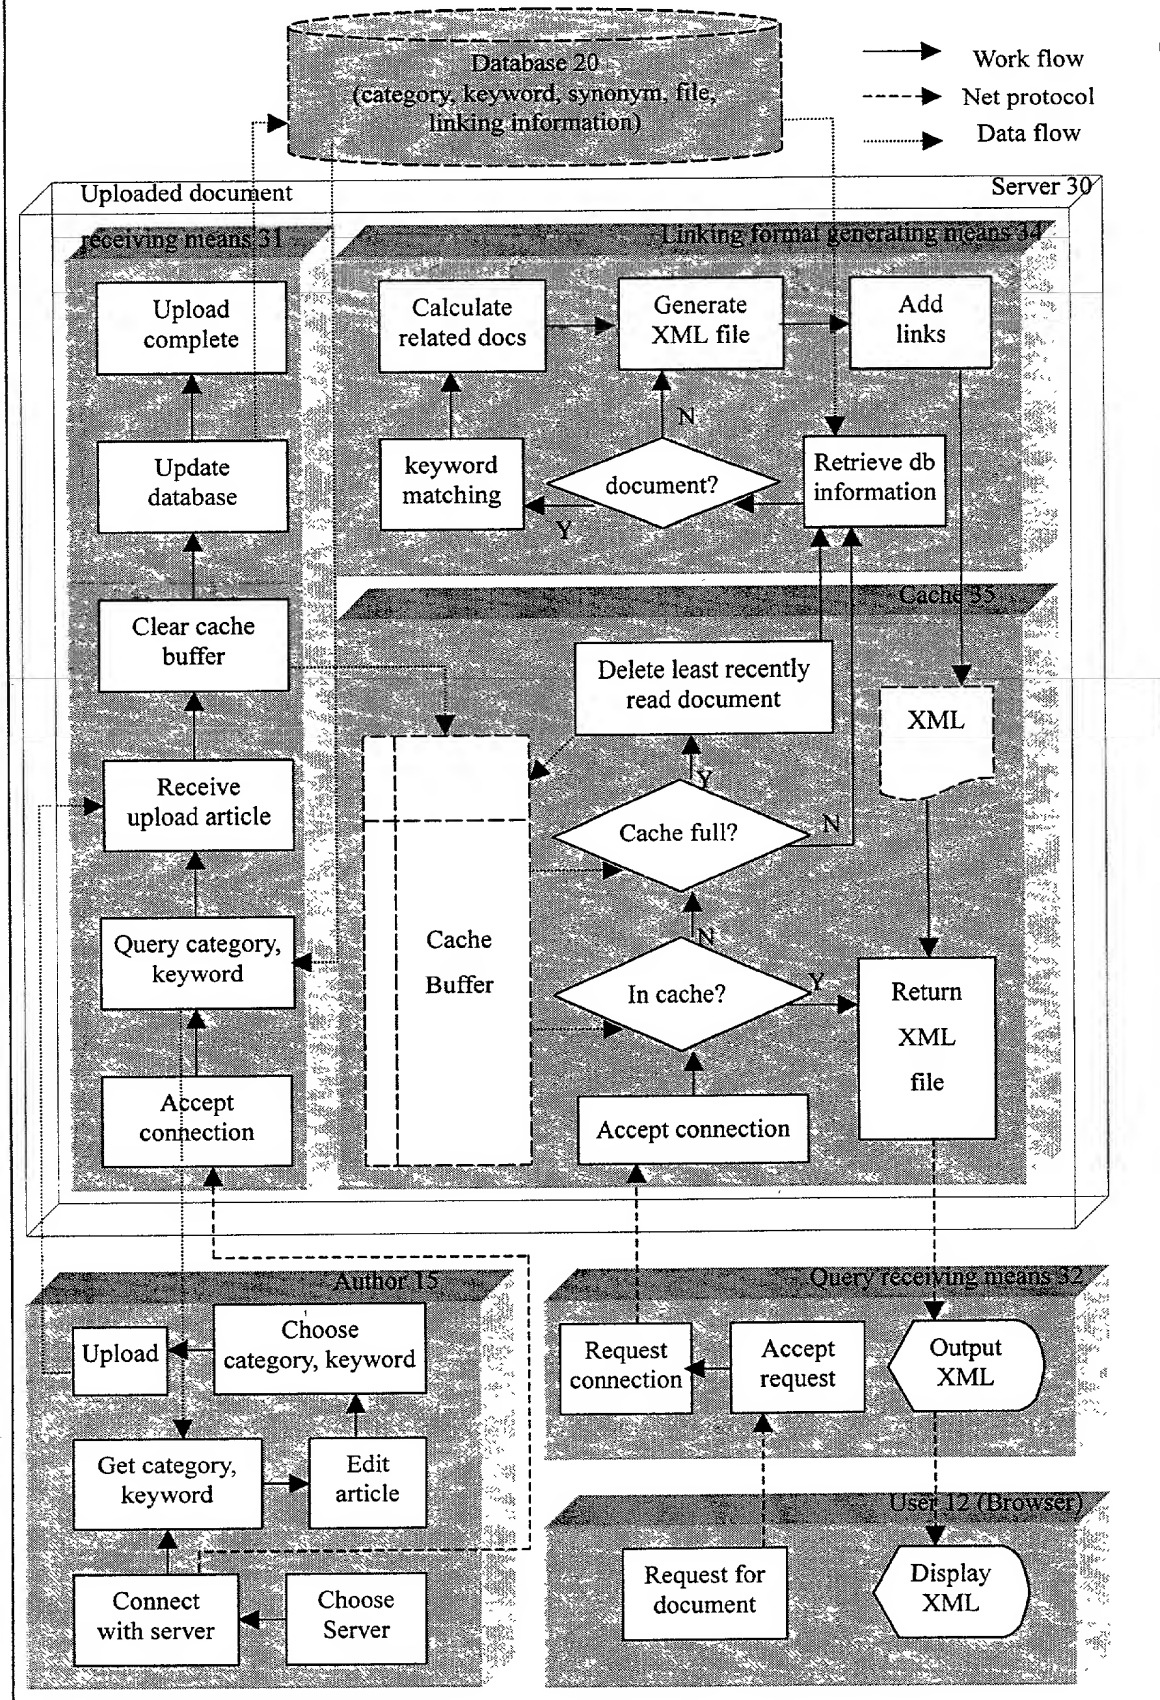 Database 20
(category, keyword, synonym, file,
linking information)
Work flow
Net protocol
Data flow
Server 30
Uploaded document
receiving means 31
Upload
complete
Update
database
Clear cache
buffer
Receive
upload article
Query category,
keyword
Accept
connection
Linking format generating means 34
Calculate
related docs
Generate
XML file
Add
links
N
keyword
matching
document?
Y
Retrieve db
information
Cache 35
Delete least recently
read document
XML
Y
Cache full?
N
Cache
Buffer
N
In cache?
Y
Return
XML
file
Accept connection
Author 15
Upload
Choose
category, keyword
Get category,
keyword
Edit
article
Connect
with server
Choose
Server
Query receiving means 32
Request
connection
Accept
request
Output
XML
User 12 (Browser)
Request for
document
Display
XML